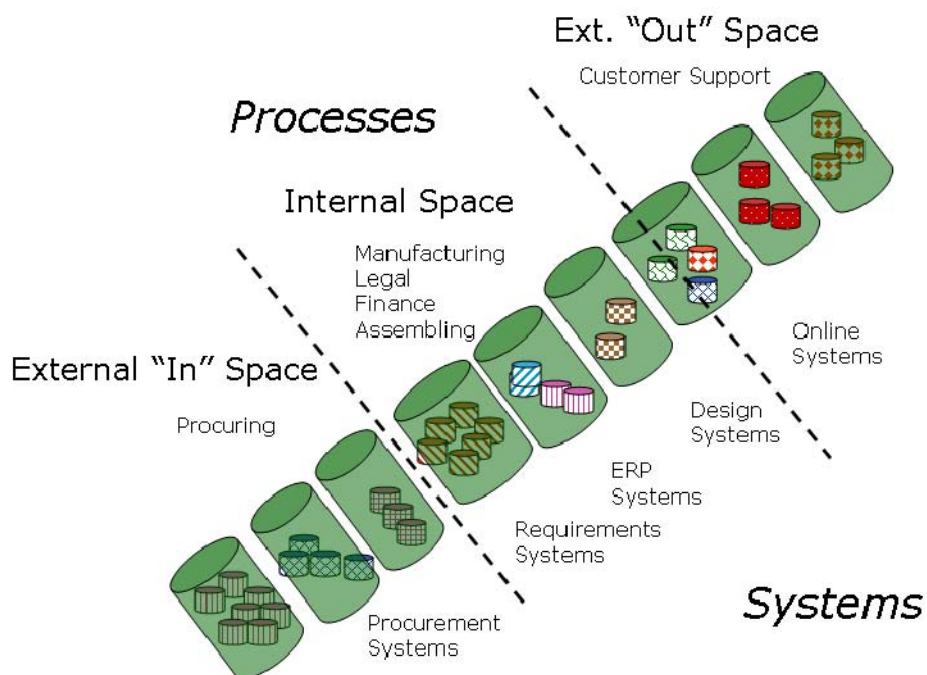 Ext. “Out” Space
Customer Support
Processes
Internal Space
Manufacturing
Legal
Finance
Assembling
External “In” Space
Procuring
Online
Systems
Design
Systems
ERP
Systems
Requirements
Systems
Procurement
Systems
Systems